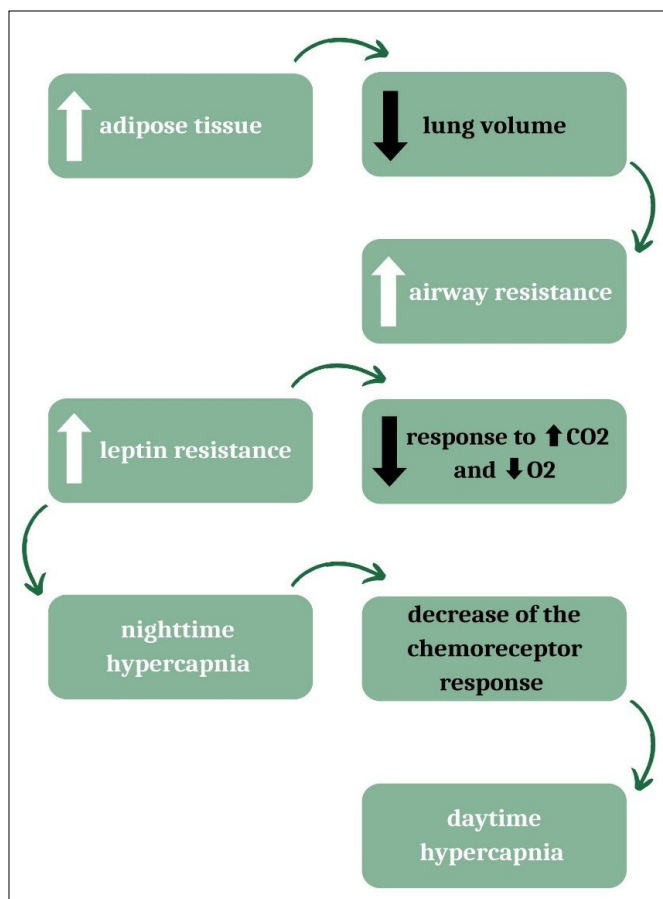 adipose tissue
lung volume
airway resistance
leptin resistance
response to ⬆CO2
and ⬇O2
nighttime
hypercapnia
decrease of the
chemoreceptor
response
daytime
hypercapnia